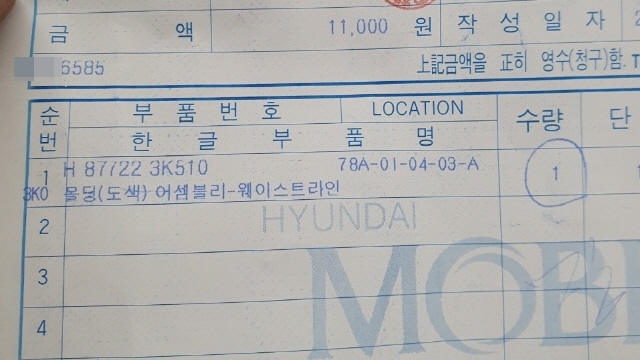 금 액 11,000 원 작 성 일 자 2
6585 上記금액을 正히 영수(청구)함. T
순번 부 품 번 호 LOCATION 수량 단
한 글 부 품 명
1 H 87722 3K510 78A-01-04-03-A 1
3K0 몰딩(도색) 어셈블리-웨이스트라인
2 HYUNDAI
3 MOBI
4